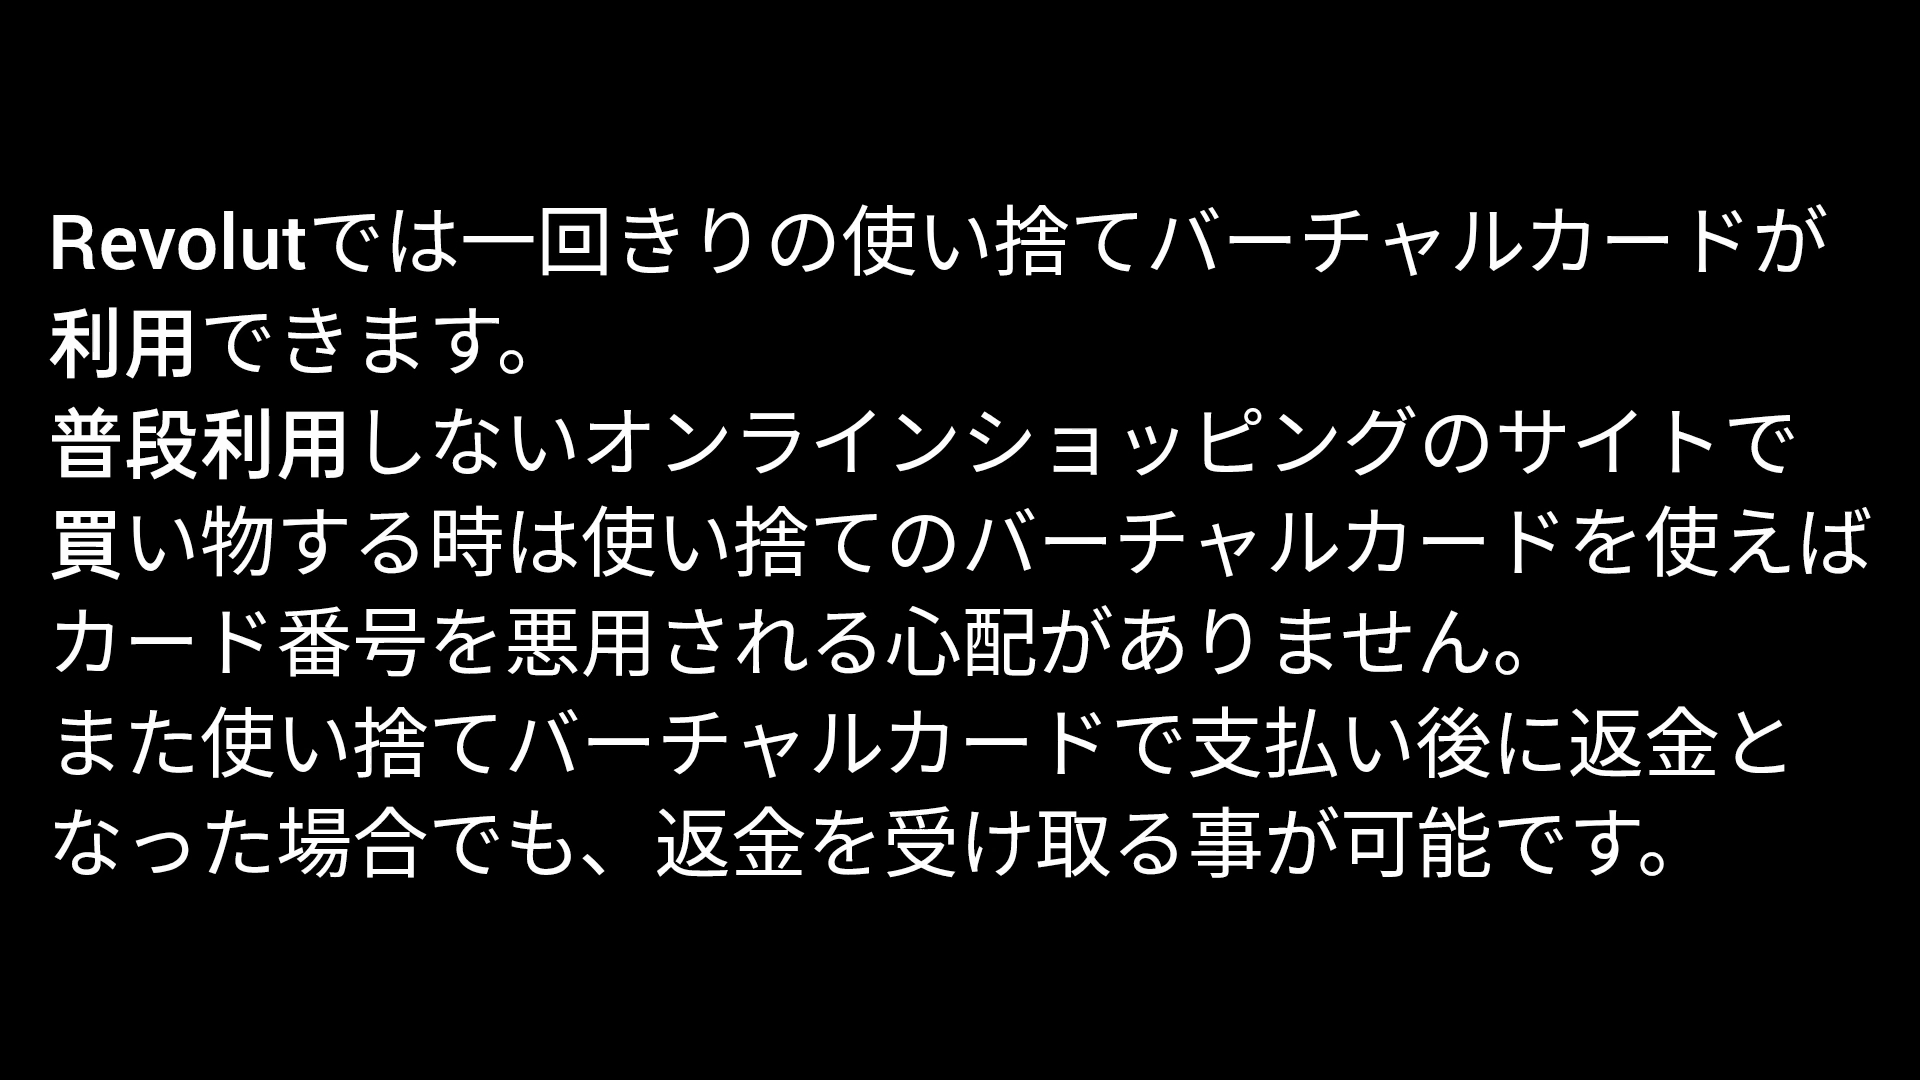 Revolutでは一回きりの使い捨てバーチャルカードが
利用できます。
普段利用しないオンラインショッピングのサイトで
買い物する時は使い捨てのバーチャルカードを使えば
カード番号を悪用される心配がありません。
また使い捨てバーチャルカードで支払い後に返金と
なった場合でも、返金を受け取る事が可能です。